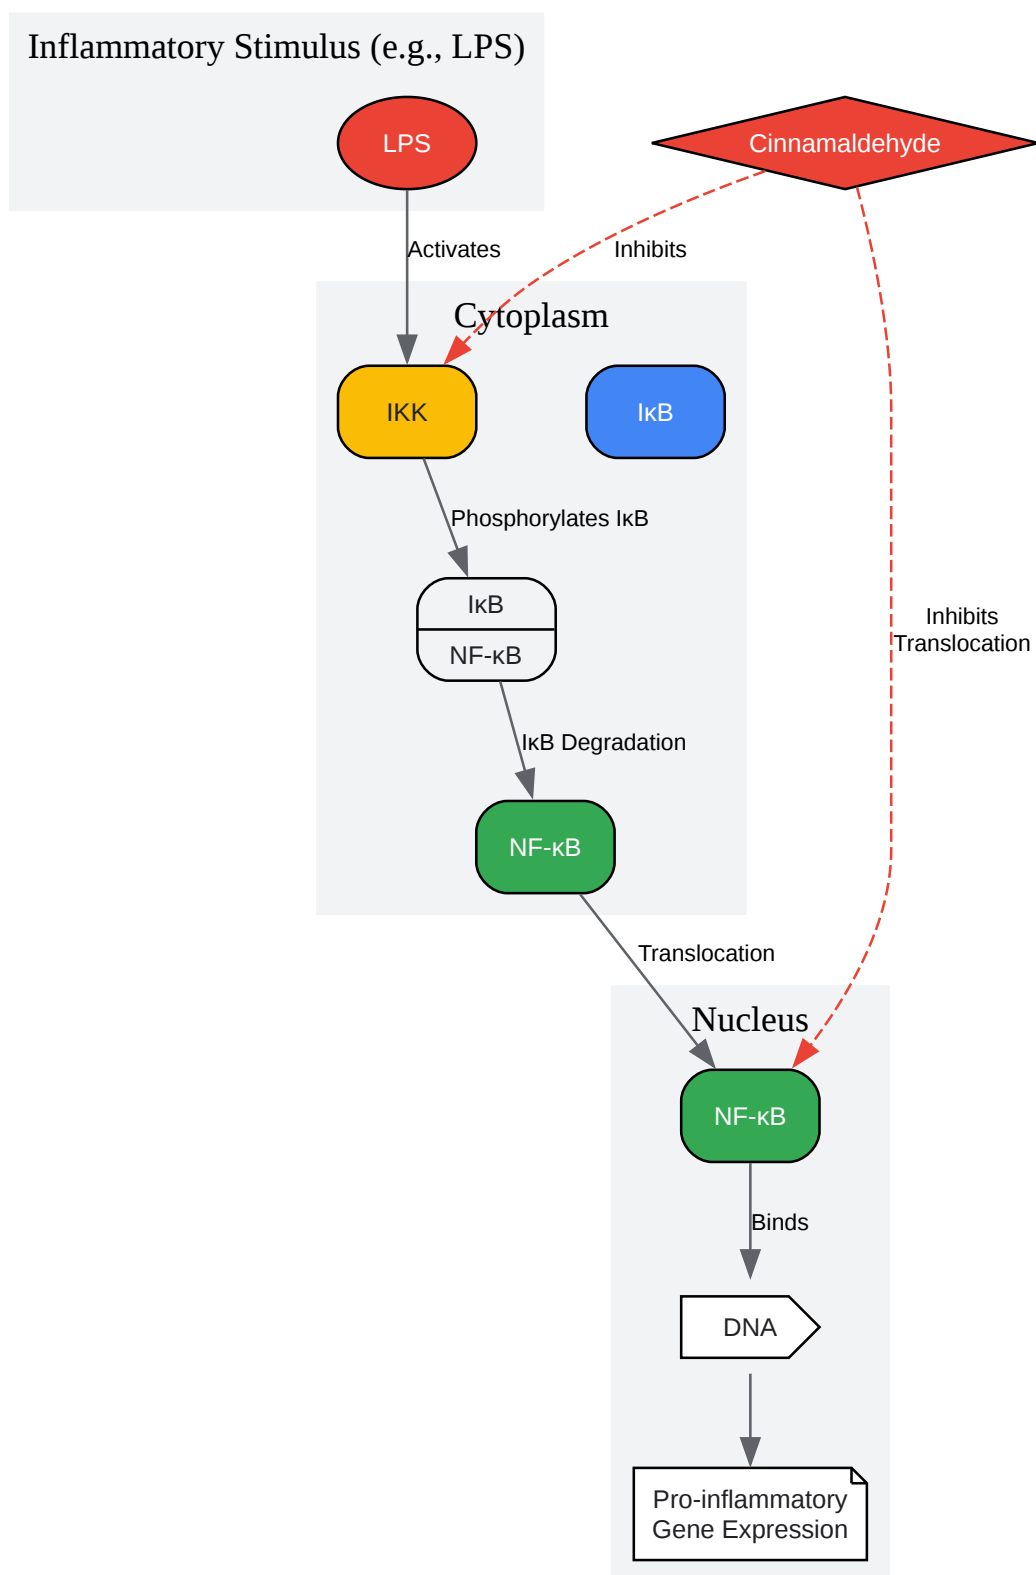 Inflammatory Stimulus (e.g., LPS)
LPS
Cinnamaldehyde
Activates
Inhibits
Cytoplasm
IKK
IκB
Phosphorylates IκB
IκB
NF-κB
Inhibits
Translocation
IκB Degradation
NF-κB
Translocation
Nucleus
NF-κB
Binds
DNA
Pro-inflammatory
Gene Expression